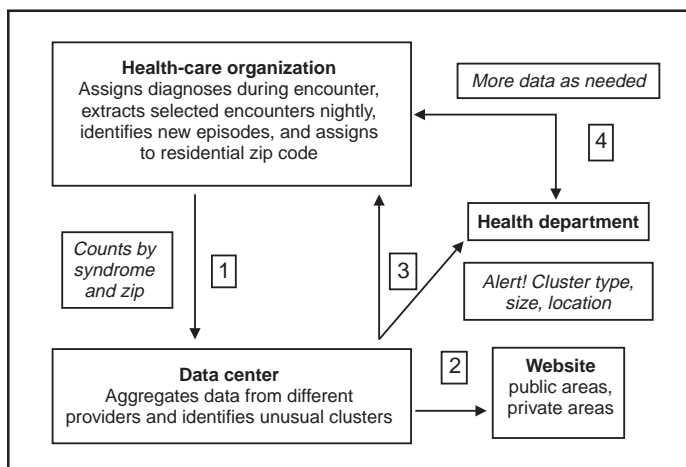 Health-care organization
Assigns diagnoses during encounter,
extracts selected encounters nightly,
identifies new episodes, and assigns
to residential zip code
More data as needed
4
Health department
Counts by
syndrome
and zip
1
3
Alert! Cluster type,
size, location
Data center
Aggregates data from different
providers and identifies unusual clusters
2
Website
public areas,
private areas